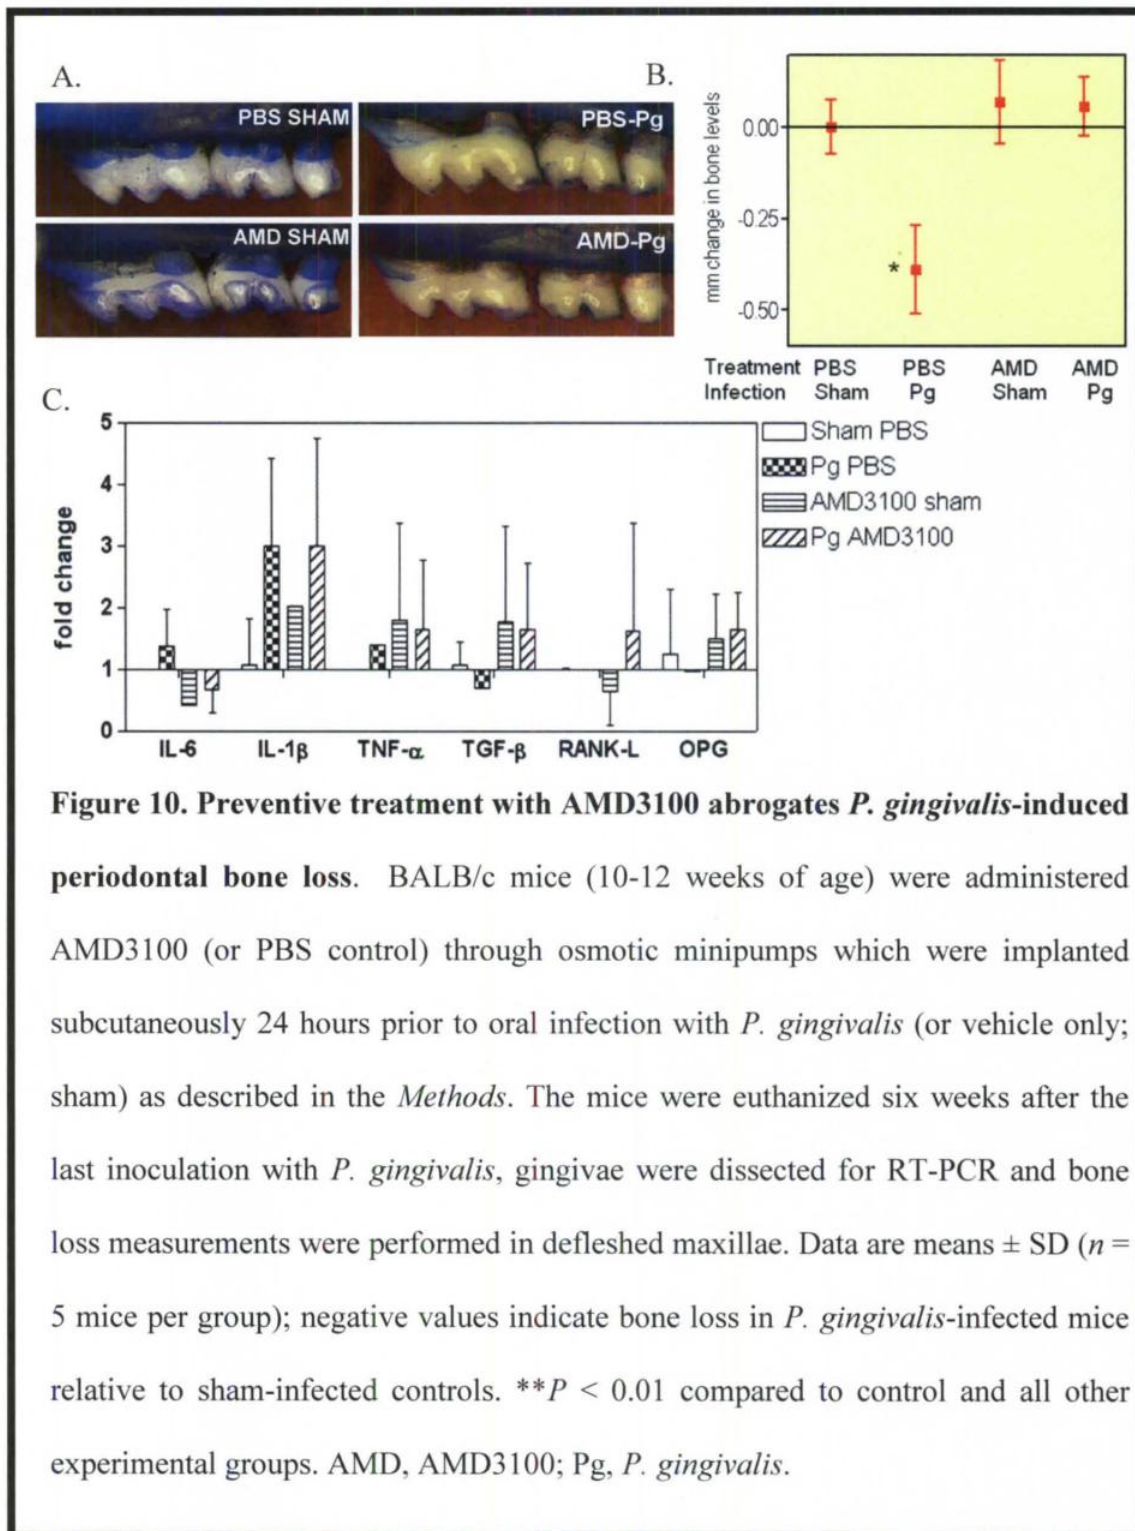 A.
PBS SHAM
PBS-Pg
AMD SHAM
AMD-Pg
B.
mm change in bone levels
0.00
-0.25
-0.50
*
Treatment PBS PBS AMD AMD
Infection Sham Pg Sham Pg
C.
fold change
5
4
3
2
1
0
IL-6 IL-1β TNF-α TGF-β RANK-L OPG
Sham PBS
Pg PBS
AMD3100 sham
Pg AMD3100
Figure 10. Preventive treatment with AMD3100 abrogates P. gingivalis-induced
periodontal bone loss. BALB/c mice (10-12 weeks of age) were administered
AMD3100 (or PBS control) through osmotic minipumps which were implanted
subcutaneously 24 hours prior to oral infection with P. gingivalis (or vehicle only;
sham) as described in the Methods. The mice were euthanized six weeks after the
last inoculation with P. gingivalis, gingivae were dissected for RT-PCR and bone
loss measurements were performed in defleshed maxillae. Data are means ± SD (n =
5 mice per group); negative values indicate bone loss in P. gingivalis-infected mice
relative to sham-infected controls. **P < 0.01 compared to control and all other
experimental groups. AMD, AMD3100; Pg, P. gingivalis.